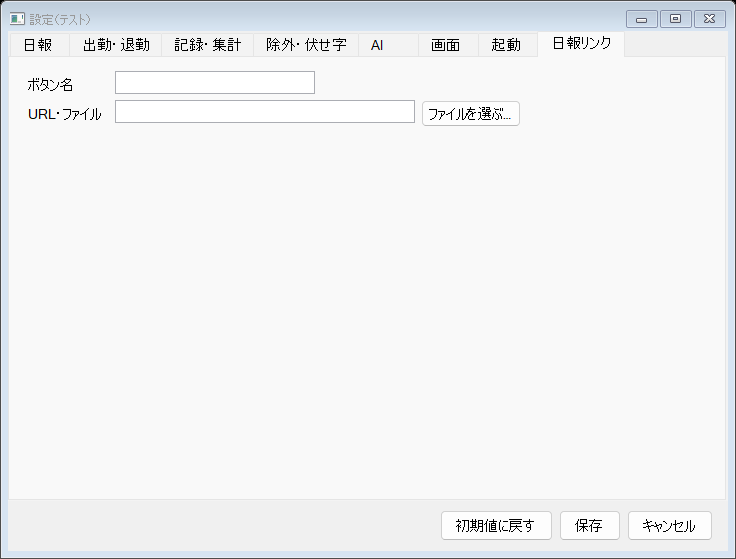 設定(テスト)
日報 出勤・退勤 記録・集計 除外・伏せ字 AI 画面 起動 日報リンク
ボタン名
URL・ファイル ファイルを選ぶ...
初期値に戻す 保存 キャンセル